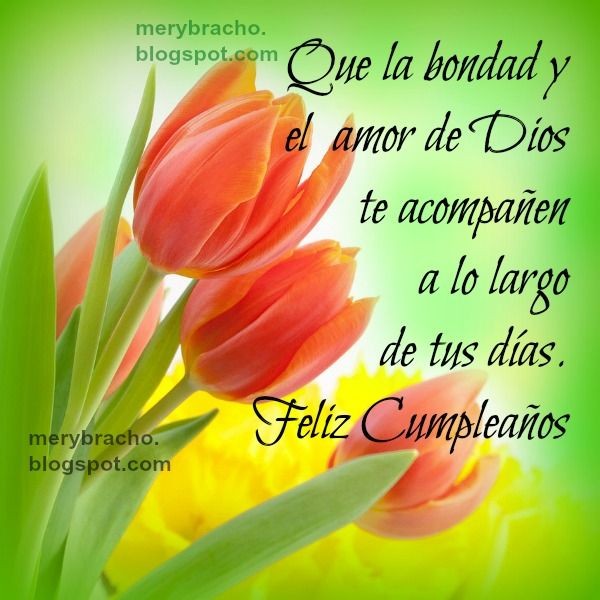 merybracho.
blogspot.com
Que la bondad y
el amor de Dios
te acompañen
a lo largo
de tus días.
Feliz Cumpleaños
merybracho.
blogspot.com